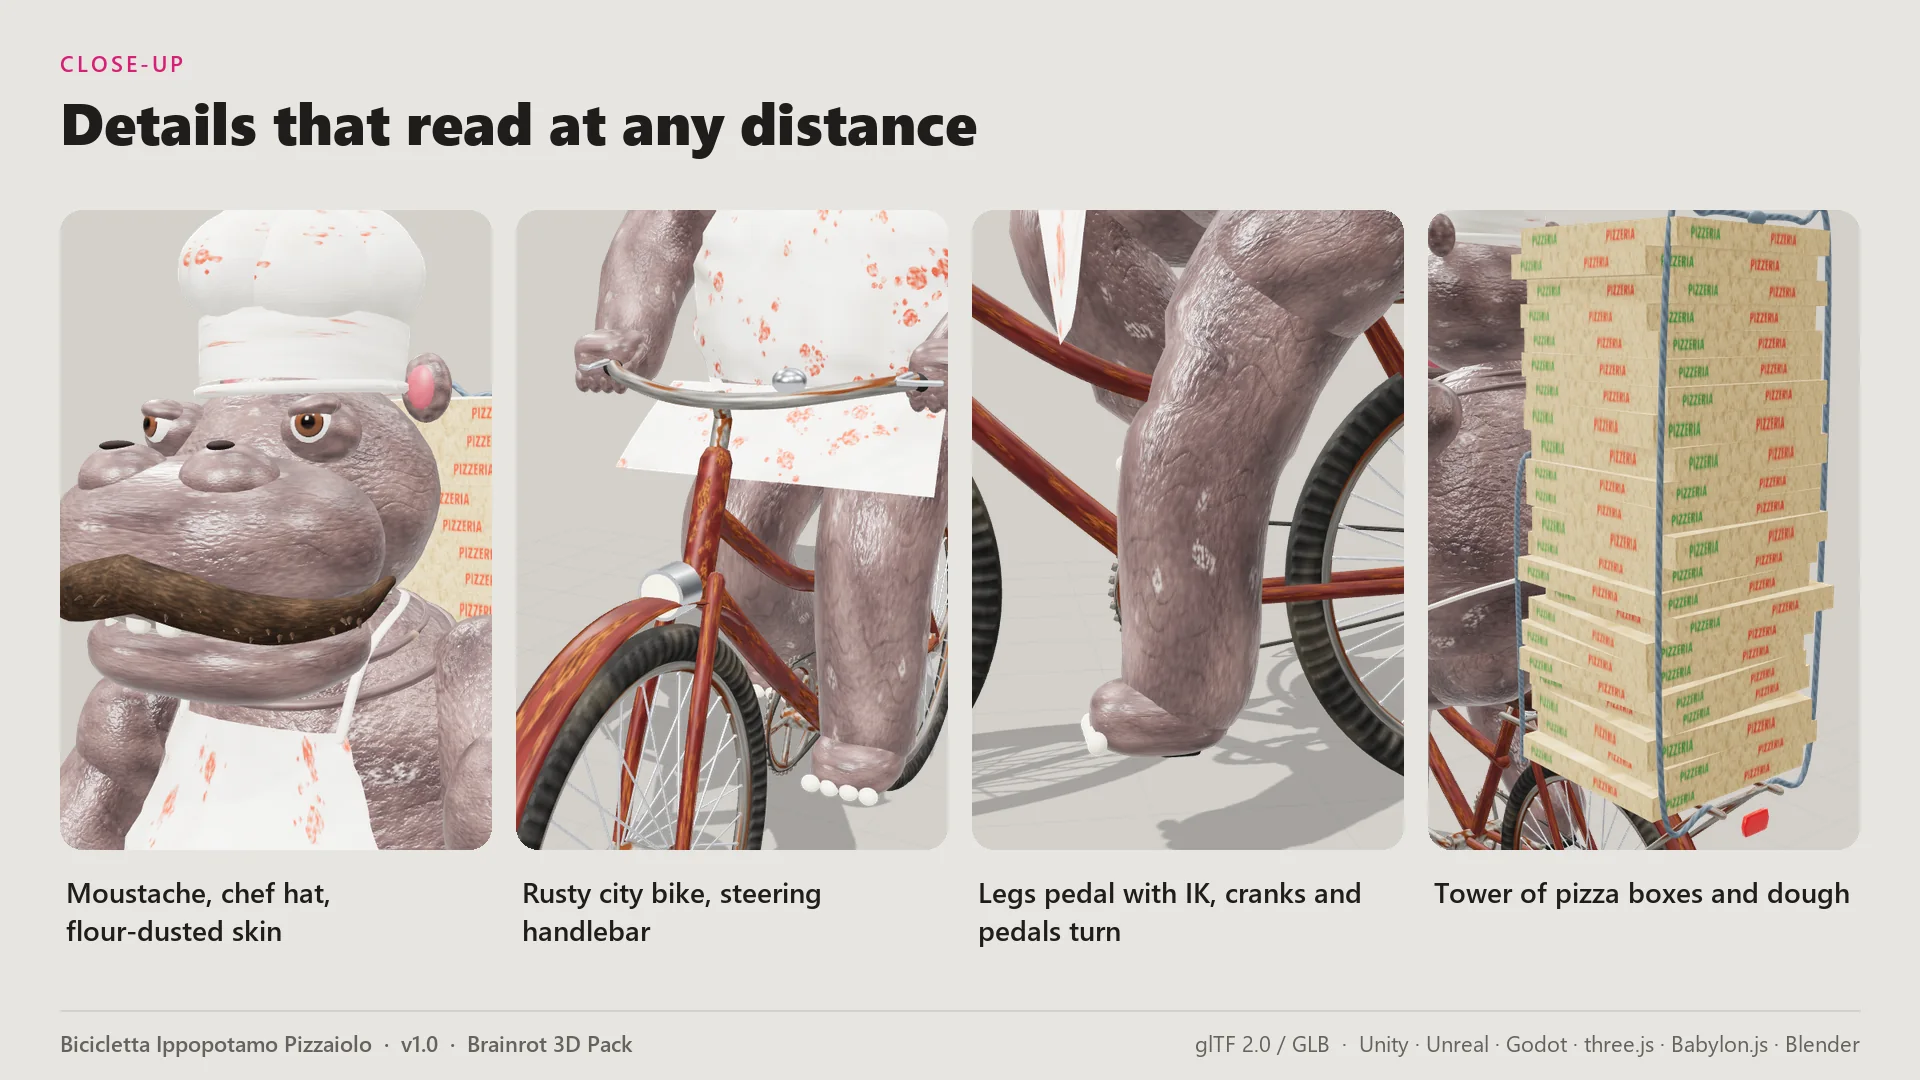 CLOSE-UP
Details that read at any distance
PIZZERIA
Moustache, chef hat,
flour-dusted skin
Rusty city bike, steering
handlebar
Legs pedal with IK, cranks and
pedals turn
Tower of pizza boxes and dough
Bicicletta Ippopotamo Pizzaiolo · v1.0 · Brainrot 3D Pack
glTF 2.0 / GLB · Unity · Unreal · Godot · three.js · Babylon.js · Blender